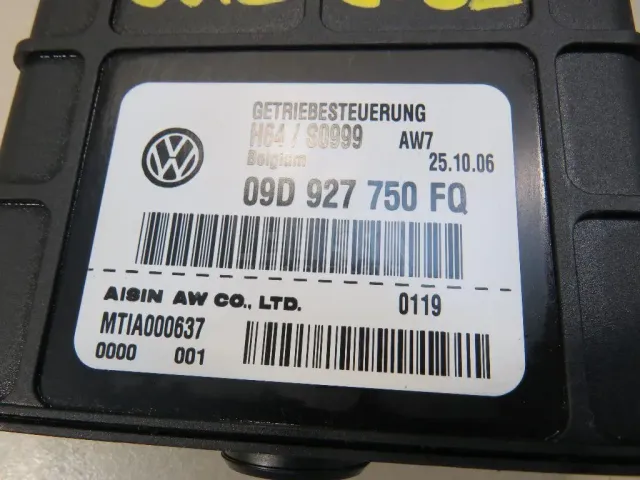 GETRIEBESTEUERUNG
H64 / S0999 AW7
Belgium 25.10.06
09D 927 750 FQ
AISIN AW CO., LTD. 0119
MTIA000637
0000 001